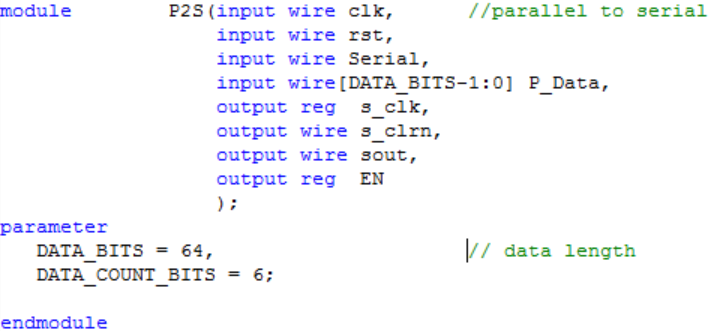 module P2S(input wire clk, //parallel to serial
input wire rst,
input wire Serial,
input wire[DATA_BITS-1:0] P_Data,
output reg s_clk,
output wire s_clrn,
output wire sout,
output reg EN
);
parameter
DATA_BITS = 64, // data length
DATA_COUNT_BITS = 6;
endmodule